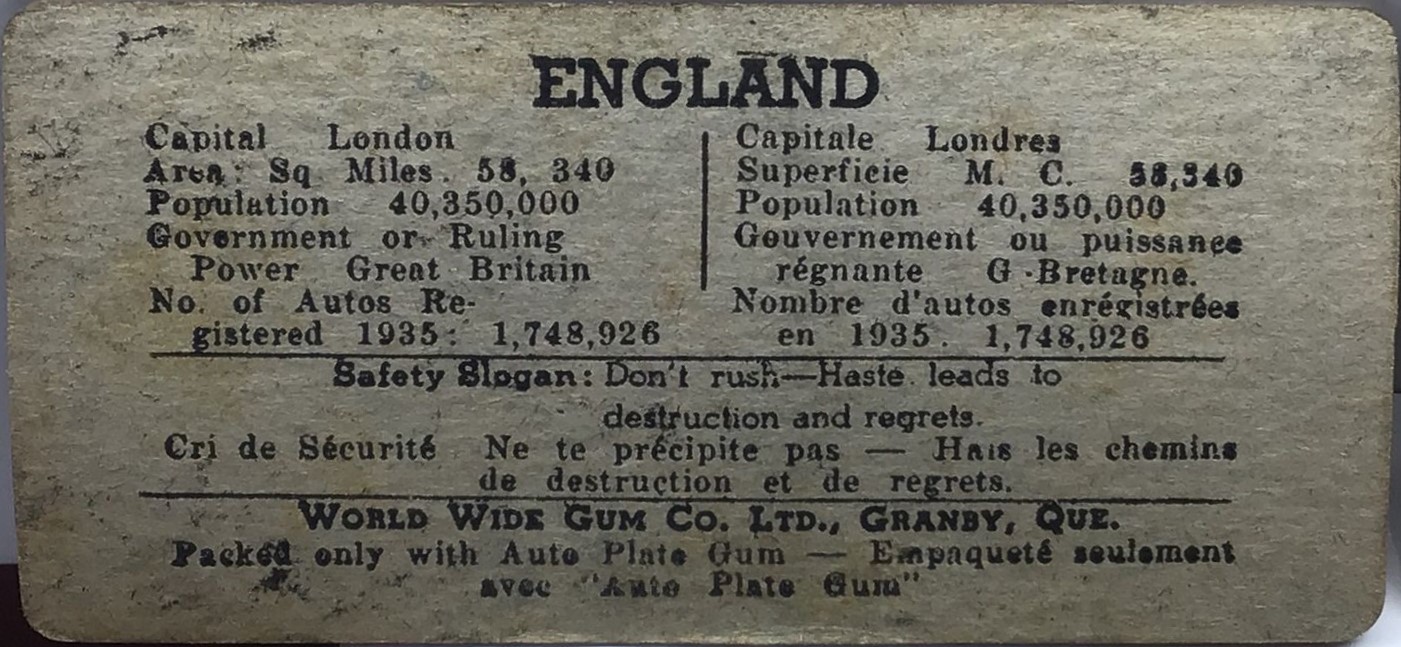 ENGLAND
Capital London
Area: Sq Miles. 58, 340
Population 40,350,000
Government or Ruling
Power Great Britain
No. of Autos Re-
gistered 1935: 1,748,926
Capitale Londres
Superficie M. C. 58,340
Population 40,350,000
Gouvernement ou puissance
régnante G-Bretagne.
Nombre d'autos enrégistrées
en 1935. 1,748,926
Safety Slogan: Don't rush—Haste leads to
destruction and regrets.
Cri de Sécurité Ne te précipite pas — Hais les chemins
de destruction et de regrets.
WORLD WIDE GUM CO. LTD., GRANBY, QUE.
Packed only with Auto Plate Gum — Empaqueté seulement
avec "Auto Plate Gum"